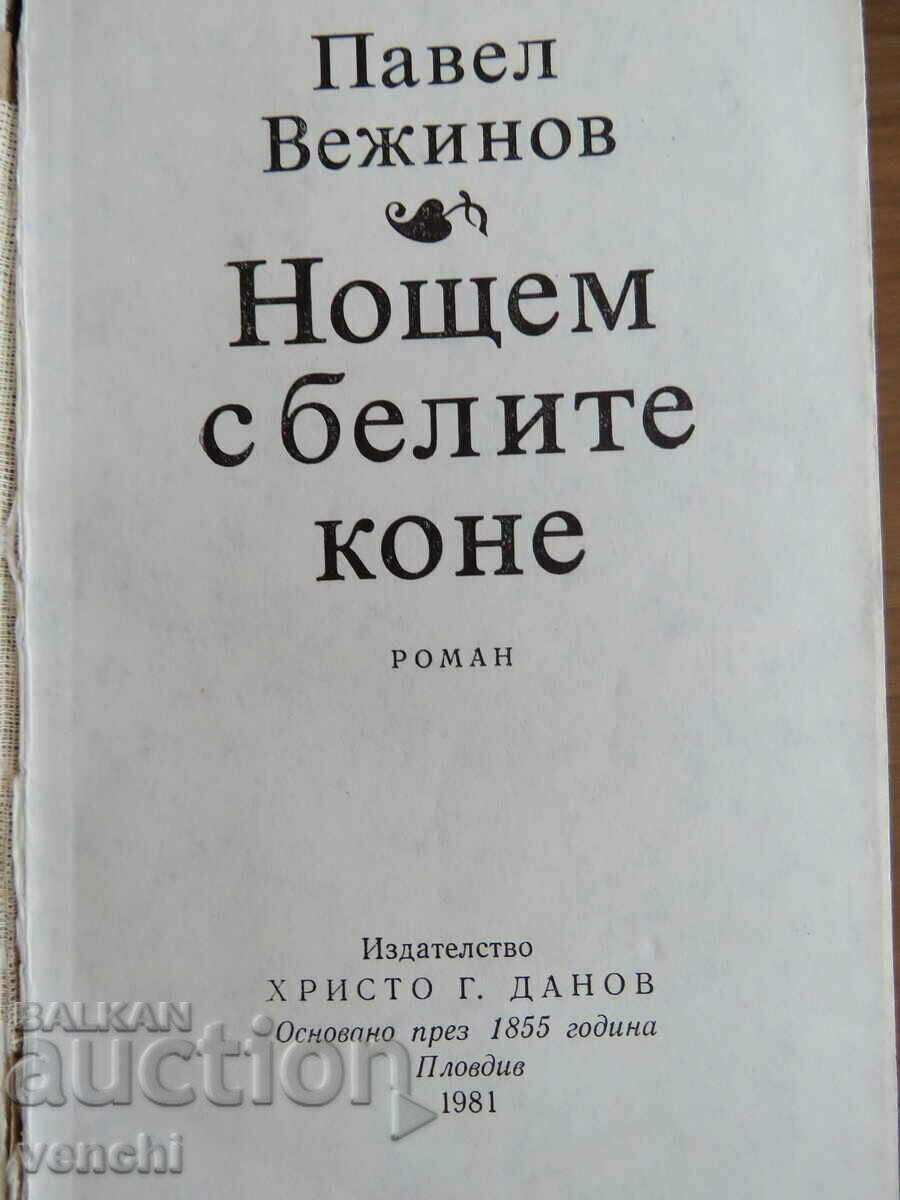 Павел
Вежинов
Нощем
с белите
коне
РОМАН
Издателство
ХРИСТО Г. ДАНОВ
Основано през 1855 година
Пловдив
1981
BALKAN
auction
venchi